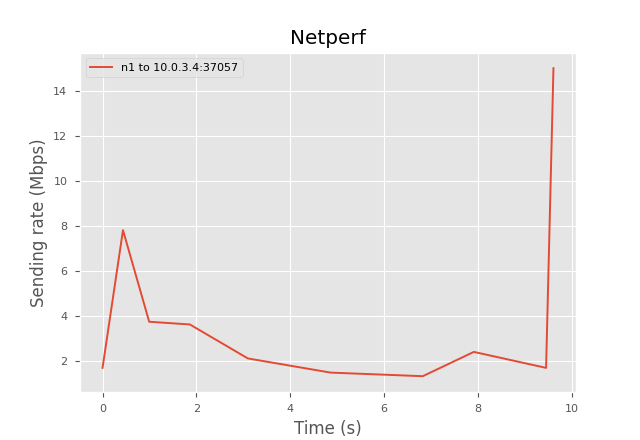 Netperf
n1 to 10.0.3.4:37057
Sending rate (Mbps)
14
12
10
8
6
4
2
0 2 4 6 8 10
Time (s)